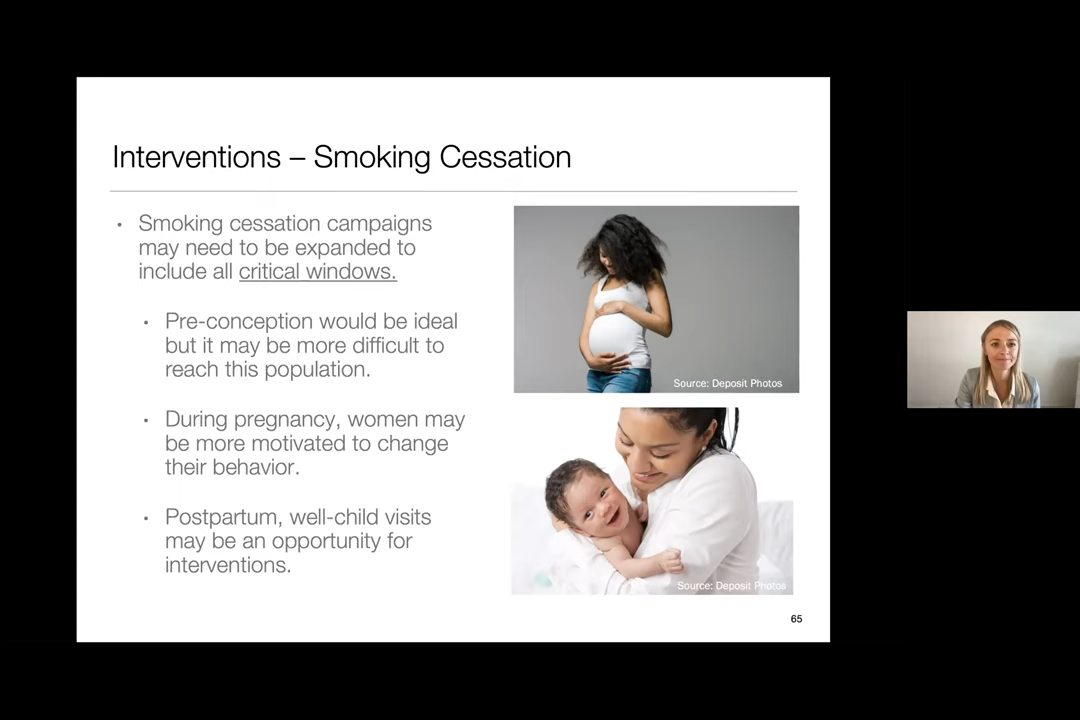 Interventions – Smoking Cessation
• Smoking cessation campaigns
may need to be expanded to
include all critical windows.
• Pre-conception would be ideal
but it may be more difficult to
reach this population.
• During pregnancy, women may
be more motivated to change
their behavior.
• Postpartum, well-child visits
may be an opportunity for
interventions.
Source: Deposit Photos
Source: Deposit Photos
65